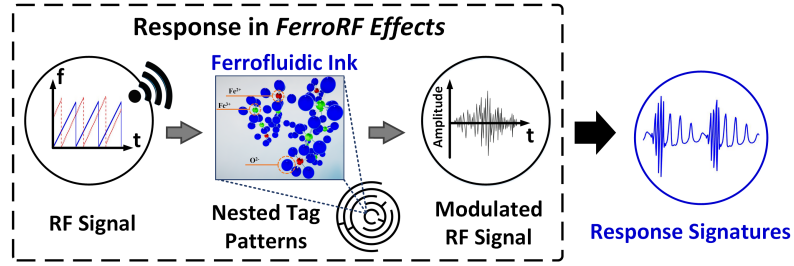 Response in FerroRF Effects
f
t
RF Signal
Ferrofluidic Ink
Fe²⁺
Fe³⁺
O²⁻
Nested Tag
Patterns
Amplitude
t
Modulated
RF Signal
Response Signatures